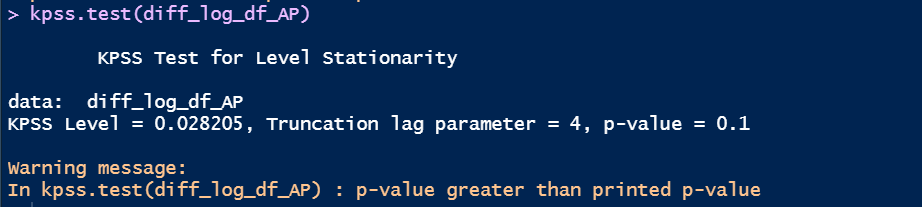 > kpss.test(diff_log_df_AP)
KPSS Test for Level Stationarity
data:  diff_log_df_AP
KPSS Level = 0.028205, Truncation lag parameter = 4, p-value = 0.1
Warning message:
In kpss.test(diff_log_df_AP) : p-value greater than printed p-value